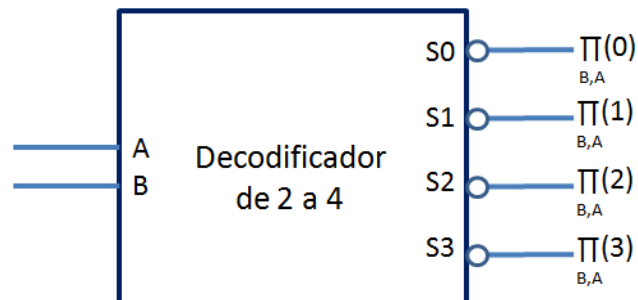 S0
∏(0)
B,A
S1
∏(1)
B,A
A
Decodificador
B
de 2 a 4
S2
∏(2)
B,A
S3
∏(3)
B,A